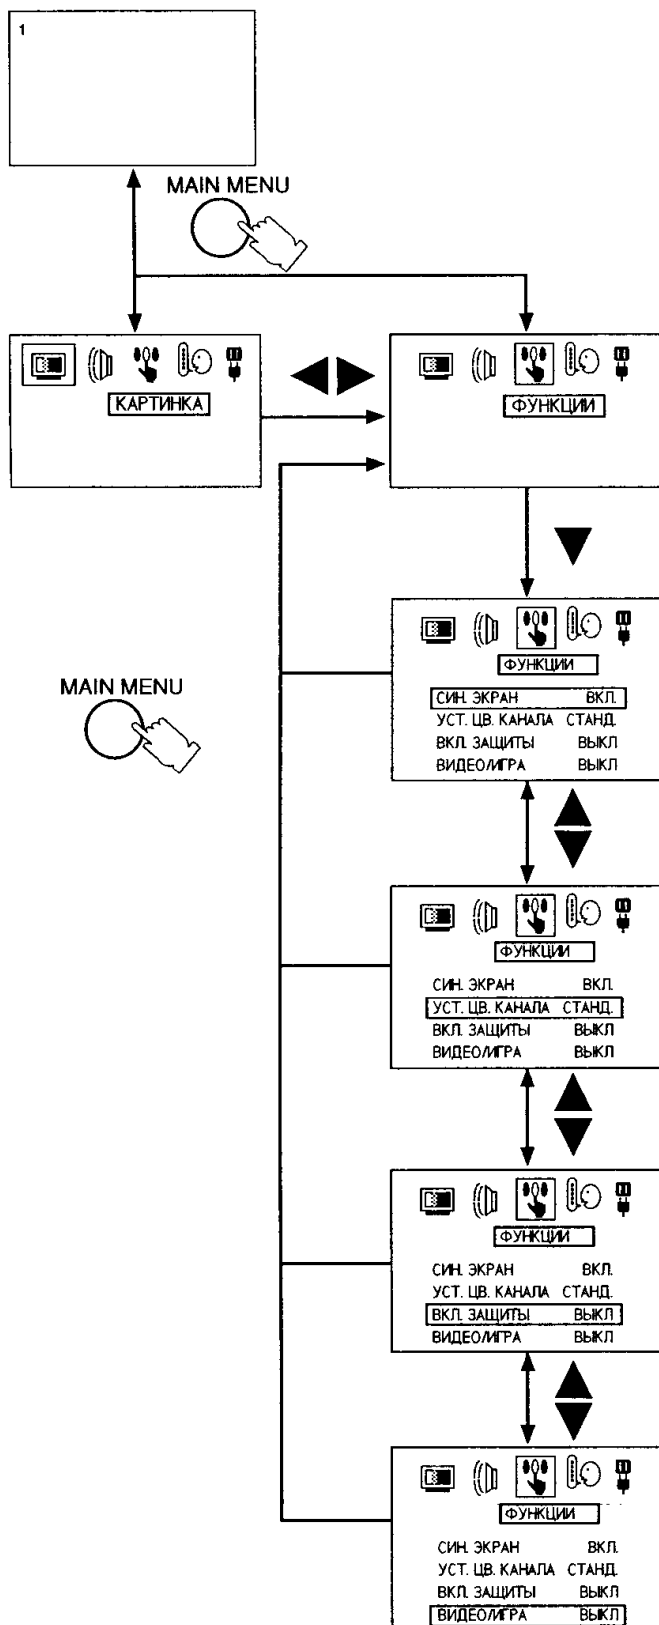 1
MAIN MENU
КАРТИНКА
ФУНКЦИИ
ФУНКЦИИ
СИН. ЭКРАН ВКЛ.
УСТ. ЦВ. КАНАЛА СТАНД.
ВКЛ. ЗАЩИТЫ ВЫКЛ
ВИДЕО/ИГРА ВЫКЛ
MAIN MENU
ФУНКЦИИ
СИН. ЭКРАН ВКЛ.
УСТ. ЦВ. КАНАЛА СТАНД.
ВКЛ. ЗАЩИТЫ ВЫКЛ
ВИДЕО/ИГРА ВЫКЛ
ФУНКЦИИ
СИН. ЭКРАН ВКЛ.
УСТ. ЦВ. КАНАЛА СТАНД.
ВКЛ. ЗАЩИТЫ ВЫКЛ
ВИДЕО/ИГРА ВЫКЛ
ФУНКЦИИ
СИН. ЭКРАН ВКЛ.
УСТ. ЦВ. КАНАЛА СТАНД.
ВКЛ. ЗАЩИТЫ ВЫКЛ
ВИДЕО/ИГРА ВЫКЛ